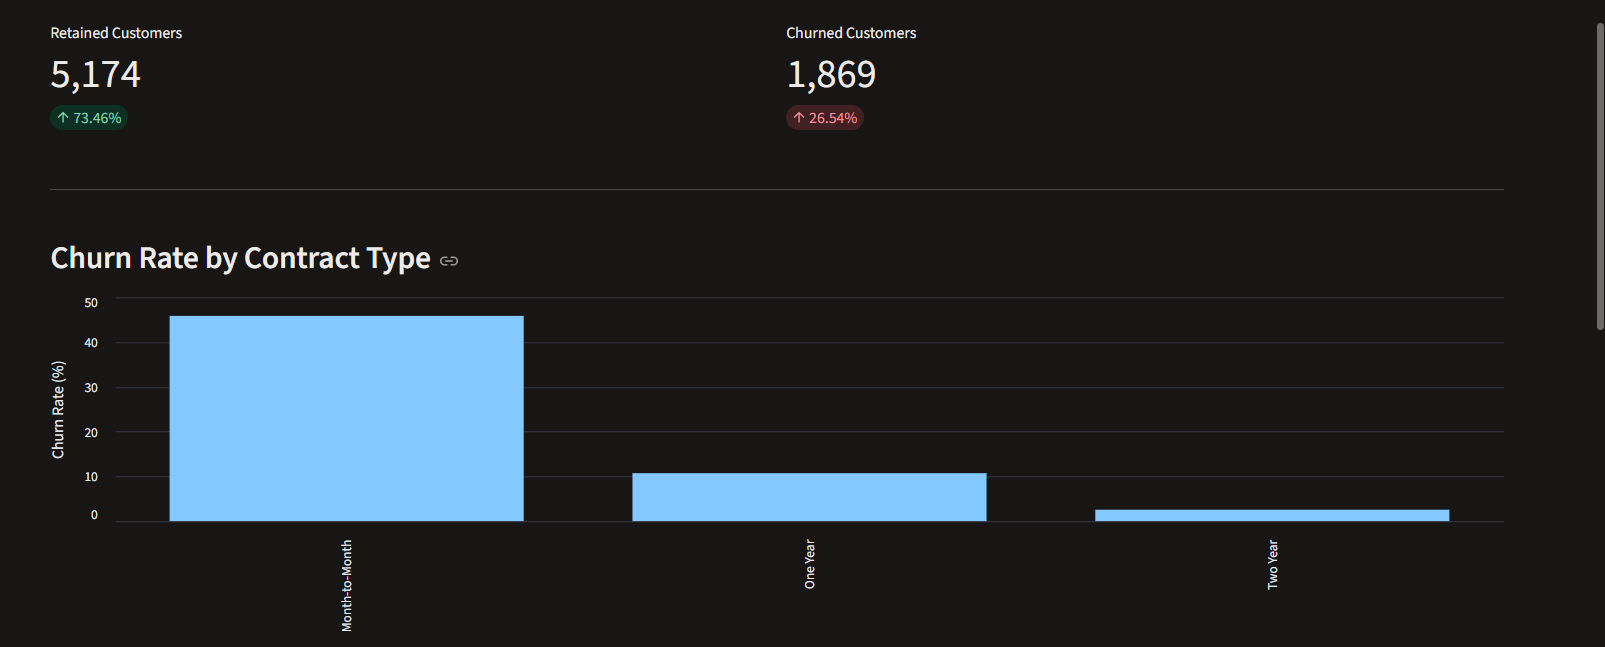 Retained Customers
5,174
↑ 73.46%
Churned Customers
1,869
↑ 26.54%
Churn Rate by Contract Type
Churn Rate (%)
50
40
30
20
10
0
Month-to-Month
One Year
Two Year